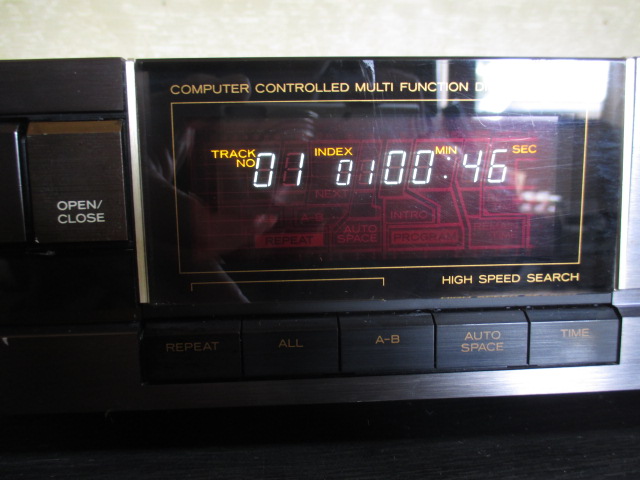 COMPUTER CONTROLLED MULTI FUNCTION
TRACK NO 01 INDEX 01 00 MIN : 46 SEC
NEXT
A-B INTRO
REPEAT AUTO SPACE PROGRAM
OPEN/
CLOSE
HIGH SPEED SEARCH
REPEAT ALL A-B AUTO SPACE TIME